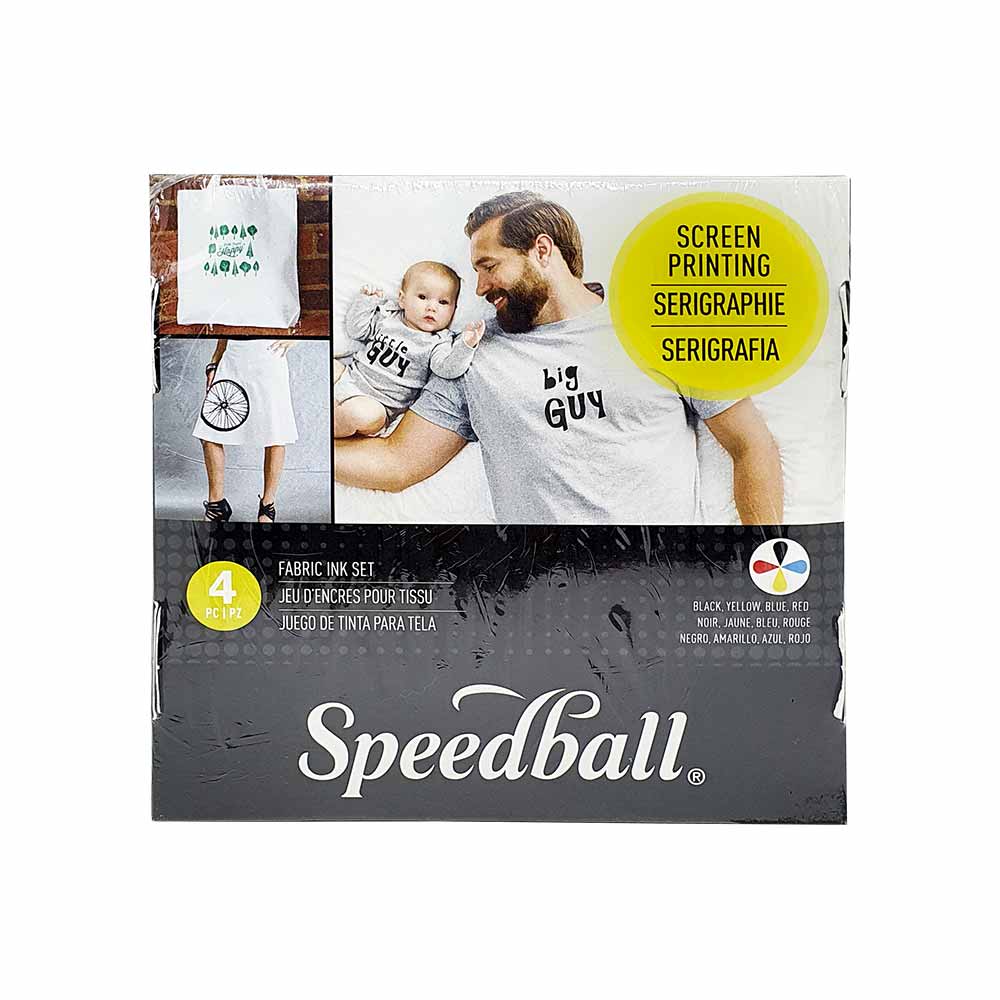 Happy
little
GUY
big
GUY
SCREEN
PRINTING
SERIGRAPHIE
SERIGRAFIA
4
PC | PZ
FABRIC INK SET
JEU D'ENCRES POUR TISSU
JUEGO DE TINTA PARA TELA
BLACK, YELLOW, BLUE, RED
NOIR, JAUNE, BLEU, ROUGE
NEGRO, AMARILLO, AZUL, ROJO
Speedball®